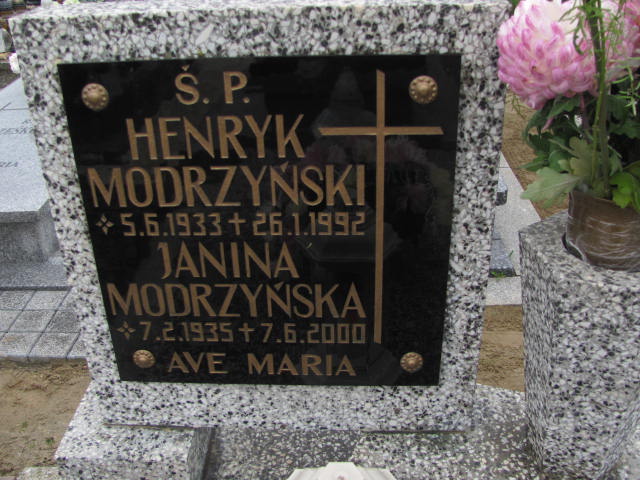 Ś. P.
HENRYK
MODRZYŃSKI
5.6.1933 + 26.1.1992
JANINA
MODRZYŃSKA
7.2.1935 + 7.6.2000
AVE MARIA